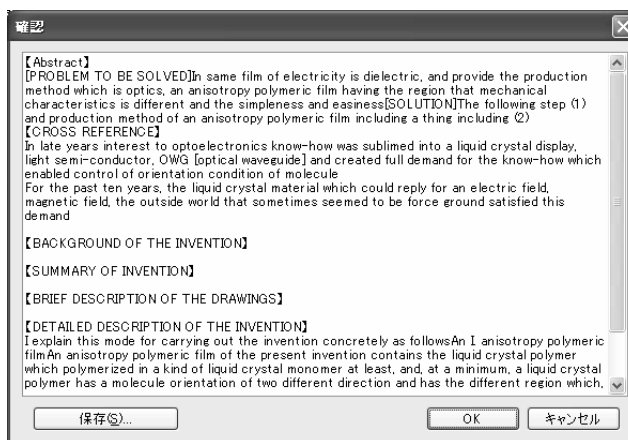 確認
【Abstract】
[PROBLEM TO BE SOLVED]In same film of electricity is dielectric, and provide the production
method which is optics, an anisotropy polymeric film having the region that mechanical
characteristics is different and the simpleness and easiness[SOLUTION]The following step (1)
and production method of an anisotropy polymeric film including a thing including (2)
【CROSS REFERENCE】
In late years interest to optoelectronics know-how was sublimed into a liquid crystal display,
light semi-conductor, OWG [optical waveguide] and created full demand for the know-how which
enabled control of orientation condition of molecule
For the past ten years, the liquid crystal material which could reply for an electric field,
magnetic field, the outside world that sometimes seemed to be force ground satisfied this
demand
【BACKGROUND OF THE INVENTION】
【SUMMARY OF INVENTION】
【BRIEF DESCRIPTION OF THE DRAWINGS】
【DETAILED DESCRIPTION OF THE INVENTION】
I explain this mode for carrying out the invention concretely as followsAn I anisotropy polymeric
filmAn anisotropy polymeric film of the present invention contains the liquid crystal polymer
which polymerized in a kind of liquid crystal monomer at least, and, at a minimum, a liquid crystal
polymer has a molecule orientation of two different direction and has the different region which,
保存(S)...
OK
キャンセル